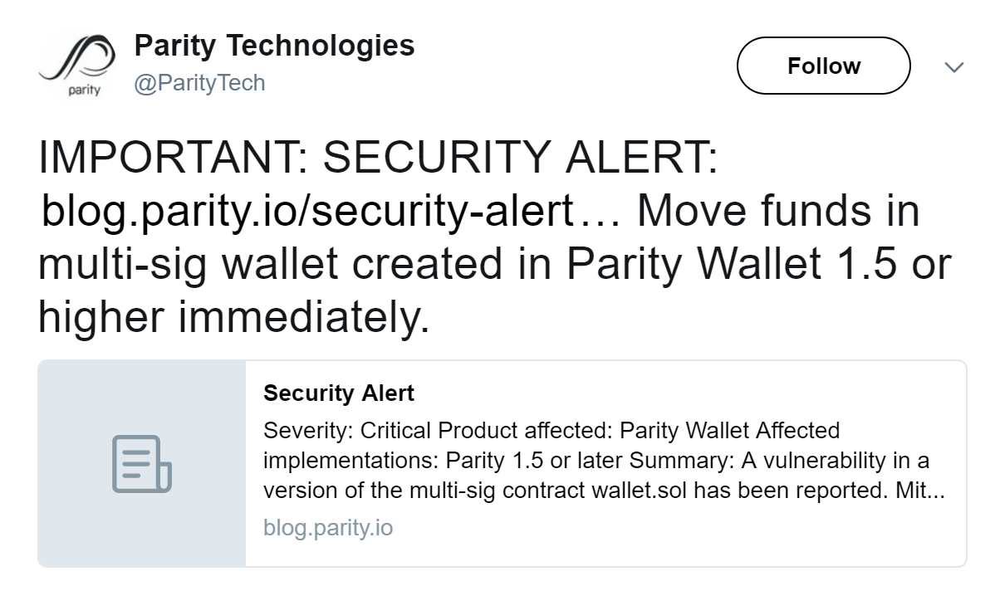 Parity Technologies
@ParityTech
parity
Follow
IMPORTANT: SECURITY ALERT:
blog.parity.io/security-alert… Move funds in
multi-sig wallet created in Parity Wallet 1.5 or
higher immediately.
Security Alert
Severity: Critical Product affected: Parity Wallet Affected
implementations: Parity 1.5 or later Summary: A vulnerability in a
version of the multi-sig contract wallet.sol has been reported. Mit...
blog.parity.io